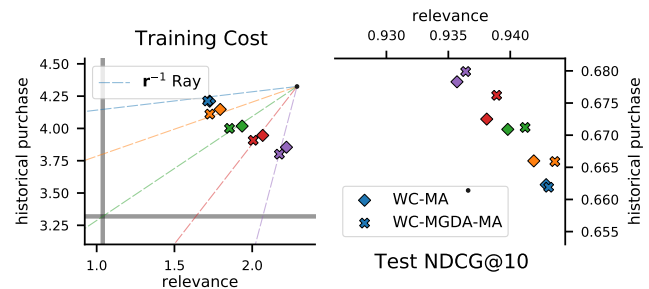 Training Cost
historical purchase
4.50
4.25
4.00
3.75
3.50
3.25
r⁻¹ Ray
1.0 1.5 2.0
relevance
relevance
0.930 0.935 0.940
0.680
0.675
0.670
0.665
0.660
0.655
historical purchase
WC-MA
WC-MGDA-MA
Test NDCG@10